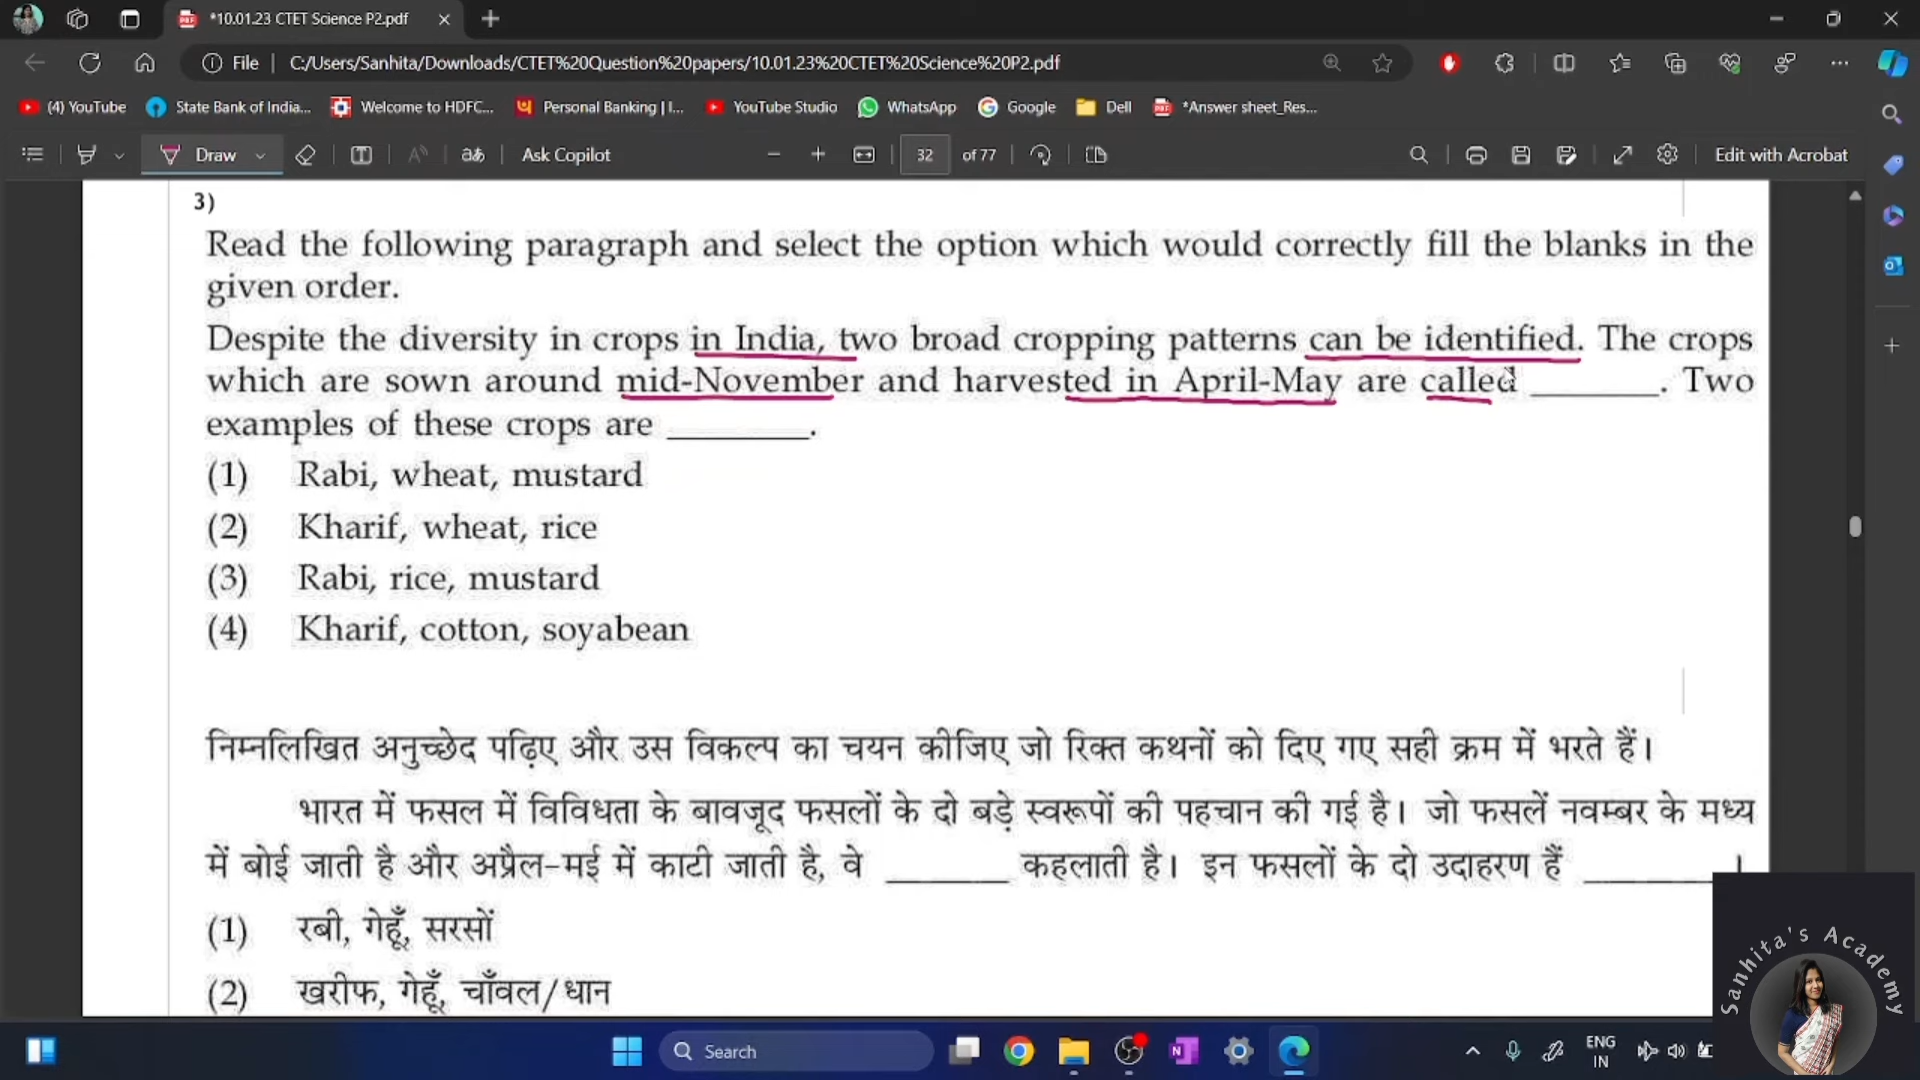 *10.01.23 CTET Science P2.pdf
File
C:/Users/Sanhita/Downloads/CTET%20Question%20papers/10.01.23%20CTET%20Science%20P2.pdf
(4) YouTube
State Bank of India...
Welcome to HDFC...
Personal Banking | I...
YouTube Studio
WhatsApp
Google
Dell
*Answer sheet_Res...
Draw
Ask Copilot
32
of 77
Edit with Acrobat
3)
Read the following paragraph and select the option which would correctly fill the blanks in the
given order.
Despite the diversity in crops in India, two broad cropping patterns can be identified. The crops
which are sown around mid-November and harvested in April-May are called ________. Two
examples of these crops are ________.
(1) Rabi, wheat, mustard
(2) Kharif, wheat, rice
(3) Rabi, rice, mustard
(4) Kharif, cotton, soyabean
निम्नलिखित अनुच्छेद पढ़िए और उस विकल्प का चयन कीजिए जो रिक्त कथनों को दिए गए सही क्रम में भरते हैं।
भारत में फसल में विविधता के बावजूद फसलों के दो बड़े स्वरूपों की पहचान की गई है। जो फसलें नवम्बर के मध्य
में बोई जाती है और अप्रैल-मई में काटी जाती है, वे ________ कहलाती है। इन फसलों के दो उदाहरण हैं ________।
(1) रबी, गेहूँ, सरसों
(2) खरीफ, गेहूँ, चाँवल/धान
Sanhita's Academy
Search
ENG
IN